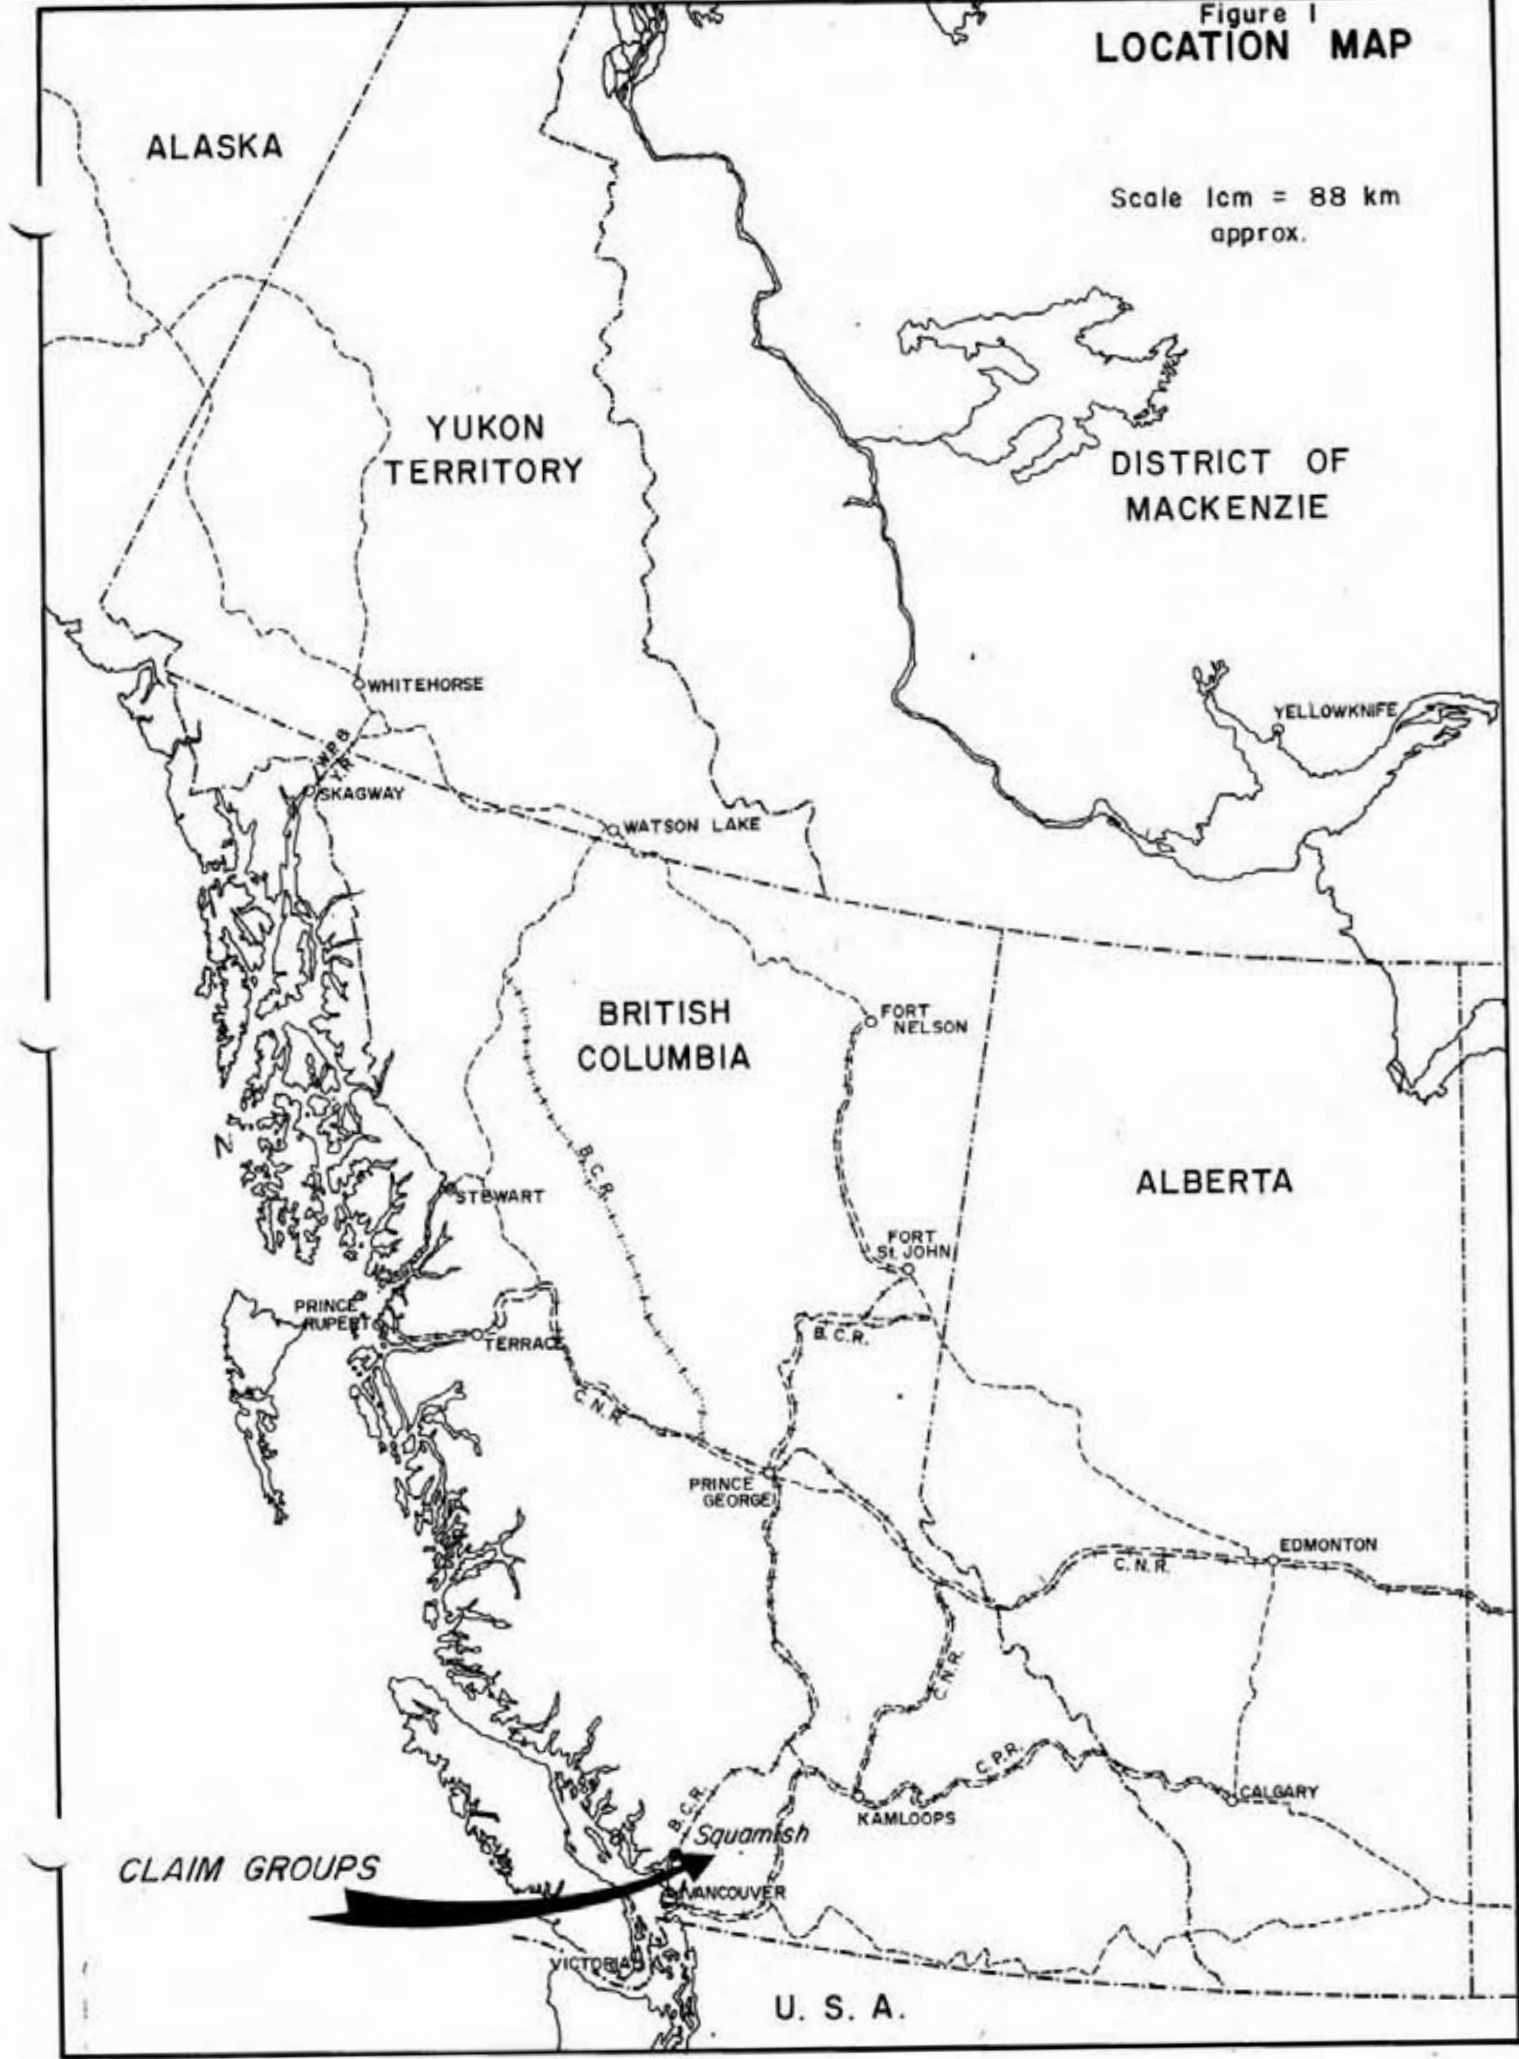 Figure 1
LOCATION MAP
ALASKA
Scale 1cm = 88 km
approx.
YUKON
TERRITORY
DISTRICT OF
MACKENZIE
WHITEHORSE
YELLOWKNIFE
W.P. &
Y.R.
SKAGWAY
WATSON LAKE
BRITISH
COLUMBIA
FORT
NELSON
B.C.R.
ALBERTA
STEWART
FORT
St. JOHN
PRINCE
RUPERT
TERRACE
B.C.R.
C.N.R.
PRINCE
GEORGE
EDMONTON
C.N.R.
C.N.R.
C.P.R.
CALGARY
KAMLOOPS
B.C.R.
Squamish
CLAIM GROUPS
VANCOUVER
VICTORIA
U. S. A.